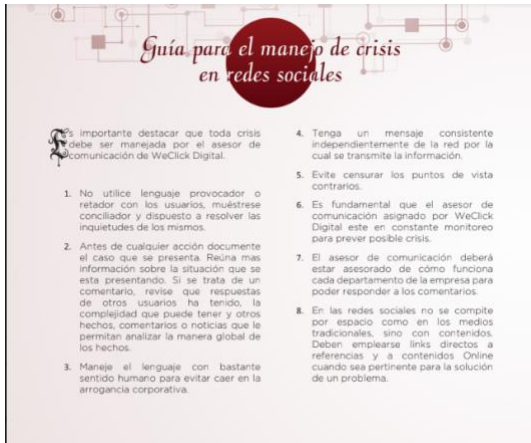 Guía para el manejo de crisis
en redes sociales
Es importante destacar que toda crisis
debe ser manejada por el asesor de
comunicación de WeClick Digital.
1. No utilice lenguaje provocador o
retador con los usuarios, muéstrese
conciliador y dispuesto a resolver las
inquietudes de los mismos.
2. Antes de cualquier acción documente
el caso que se presenta. Reúna mas
información sobre la situación que se
esta presentando. Si se trata de un
comentario, revise que respuestas
de otros usuarios ha tenido, la
complejidad que puede tener y otros
hechos, comentarios o noticias que le
permitan analizar la manera global de
los hechos.
3. Maneje el lenguaje con bastante
sentido humano para evitar caer en la
arrogancia corporativa.
4. Tenga un mensaje consistente
independientemente de la red por la
cual se transmite la información.
5. Evite censurar los puntos de vista
contrarios.
6. Es fundamental que el asesor de
comunicación asignado por WeClick
Digital este en constante monitoreo
para prever posible crisis.
7. El asesor de comunicación deberá
estar asesorado de cómo funciona
cada departamento de la empresa para
poder responder a los comentarios.
8. En las redes sociales no se compite
por espacio como en los medios
tradicionales, sino con contenidos.
Deben emplearse links directos a
referencias y a contenidos Online
cuando sea pertinente para la solución
de un problema.